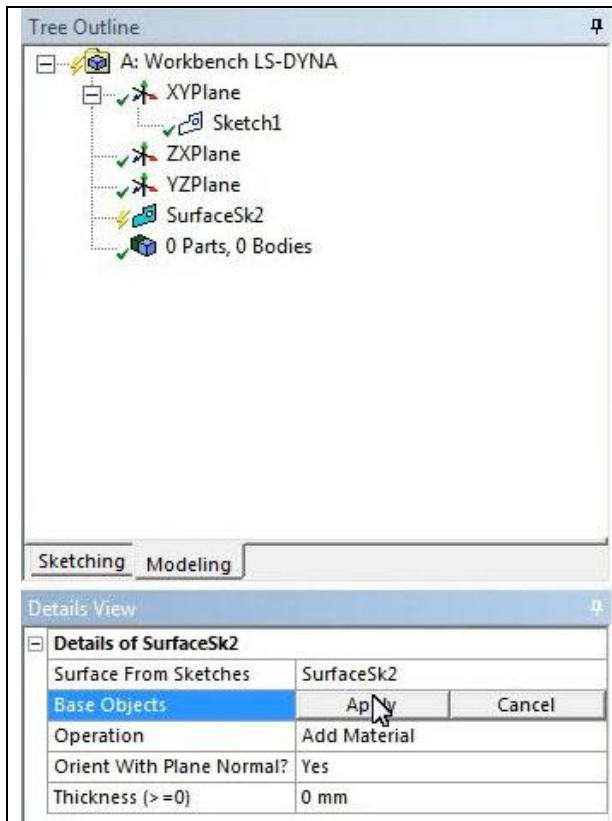 Tree Outline
A: Workbench LS-DYNA
XYPlane
Sketch1
ZXPlane
YZPlane
SurfaceSk2
0 Parts, 0 Bodies
Sketching Modeling
Details View
Details of SurfaceSk2
Surface From Sketches SurfaceSk2
Base Objects Apply Cancel
Operation Add Material
Orient With Plane Normal? Yes
Thickness (>=0) 0 mm